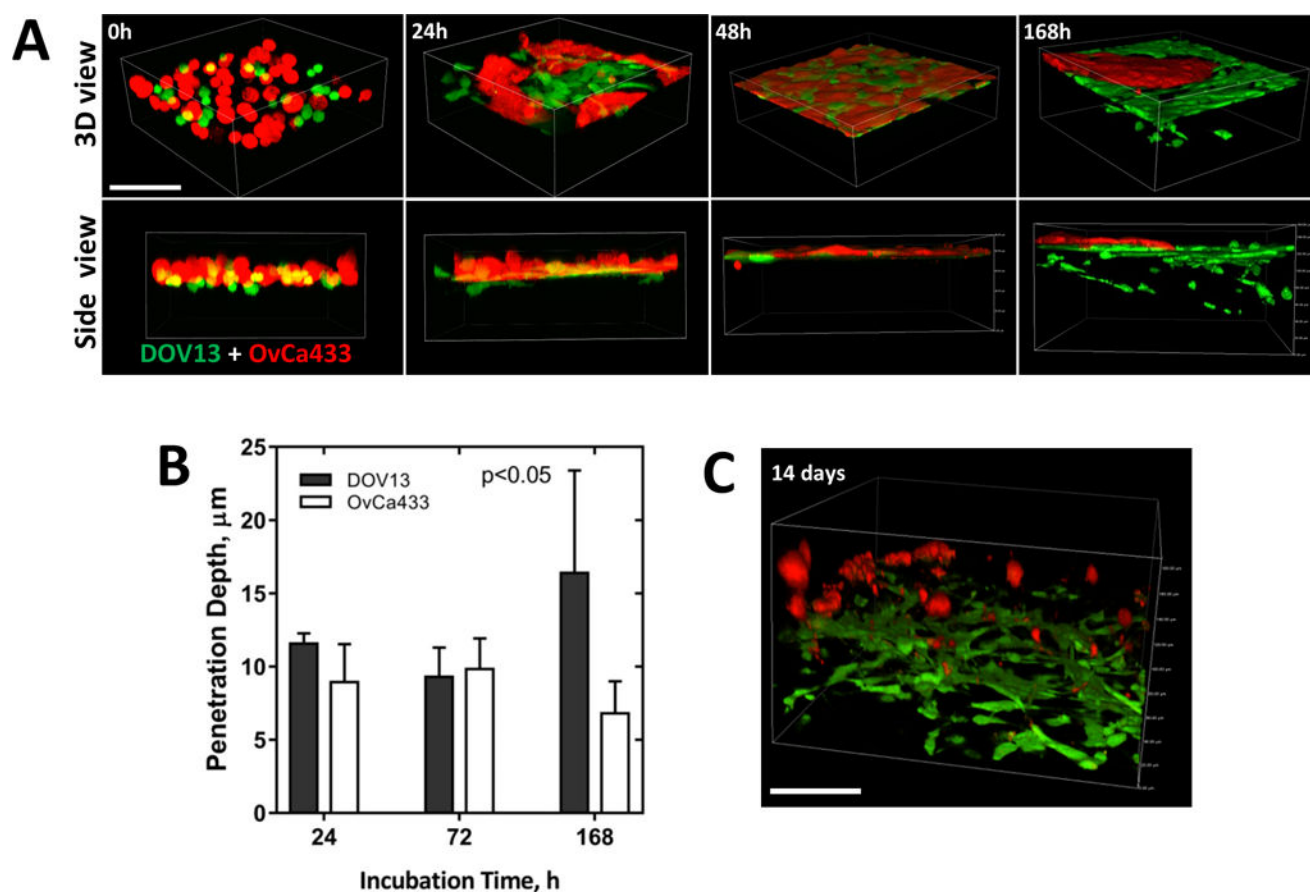 A
3D view
0h
24h
48h
168h
Side view
DOV13 + OvCa433
B
Penetration Depth, μm
25
20
15
10
5
0
DOV13
OvCa433
p<0.05
24
72
168
Incubation Time, h
C
14 days